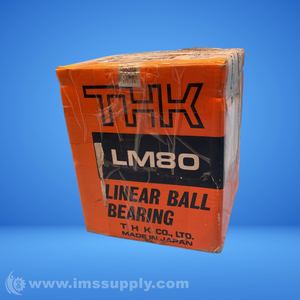 THK
LM80
LINEAR BALL
BEARING
T H K CO., LTD.
MADE IN JAPAN
© www.imssupply.com